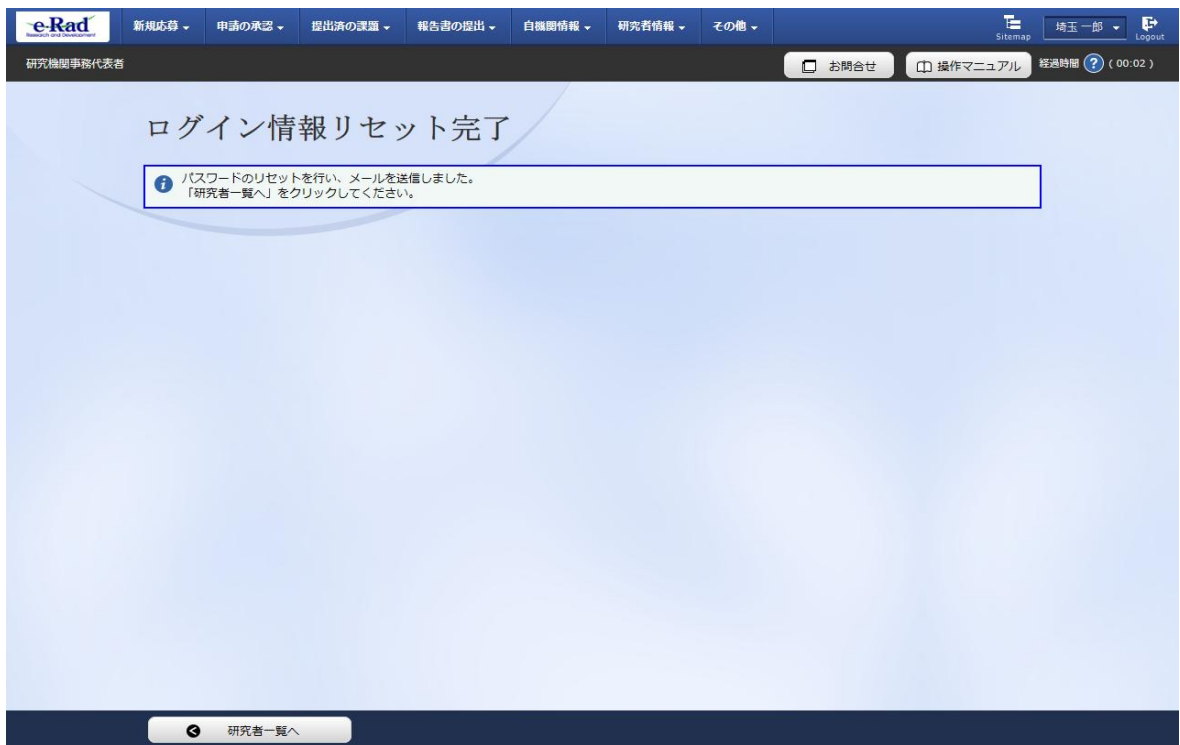 e-Rad
Research and Development
新規応募
申請の承認
提出済の課題
報告書の提出
自機関情報
研究者情報
その他
Sitemap
埼玉 一郎
Logout
研究機関事務代表者
お問合せ
操作マニュアル
経過時間 ? ( 00:02 )
ログイン情報リセット完了
パスワードのリセットを行い、メールを送信しました。
「研究者一覧へ」をクリックしてください。
研究者一覧へ